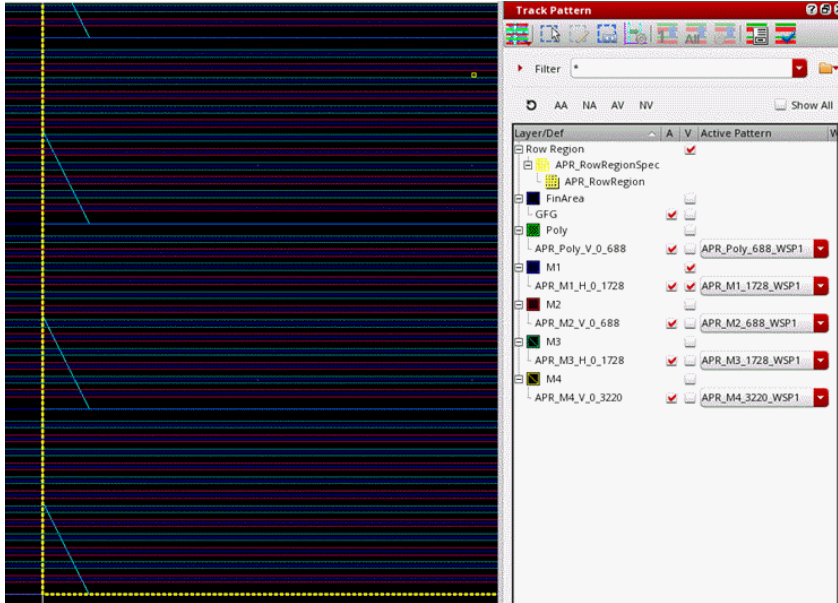 Track Pattern
Filter *
AA NA AV NV Show All
Layer/Def A V Active Pattern W
Row Region
APR_RowRegionSpec
APR_RowRegion
FinArea
GFG
Poly
APR_Poly_V_0_688 APR_Poly_688_WSP1
M1
APR_M1_H_0_1728 APR_M1_1728_WSP1
M2
APR_M2_V_0_688 APR_M2_688_WSP1
M3
APR_M3_H_0_1728 APR_M3_1728_WSP1
M4
APR_M4_V_0_3220 APR_M4_3220_WSP1